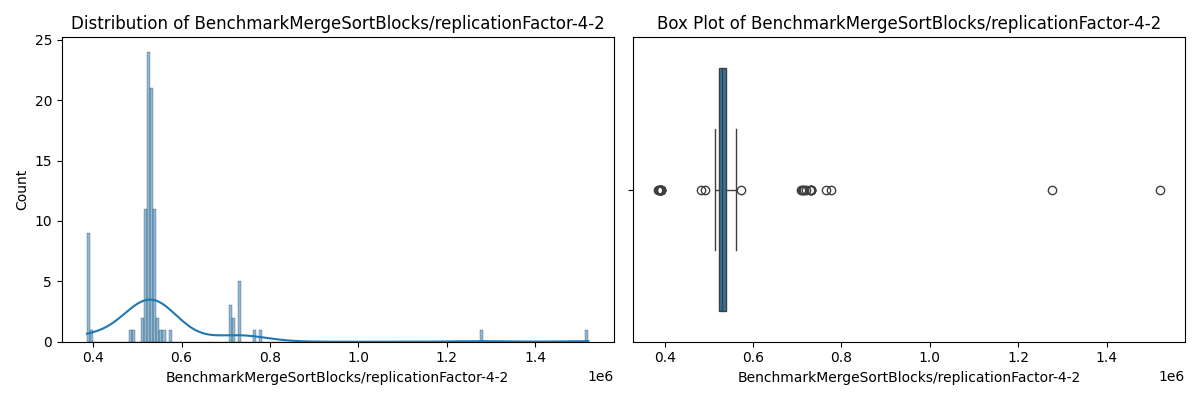 Distribution of BenchmarkMergeSortBlocks/replicationFactor-4-2
25
20
15
10
5
0
Count
0.4 0.6 0.8 1.0 1.2 1.4
1e6
BenchmarkMergeSortBlocks/replicationFactor-4-2
Box Plot of BenchmarkMergeSortBlocks/replicationFactor-4-2
0.4 0.6 0.8 1.0 1.2 1.4
1e6
BenchmarkMergeSortBlocks/replicationFactor-4-2